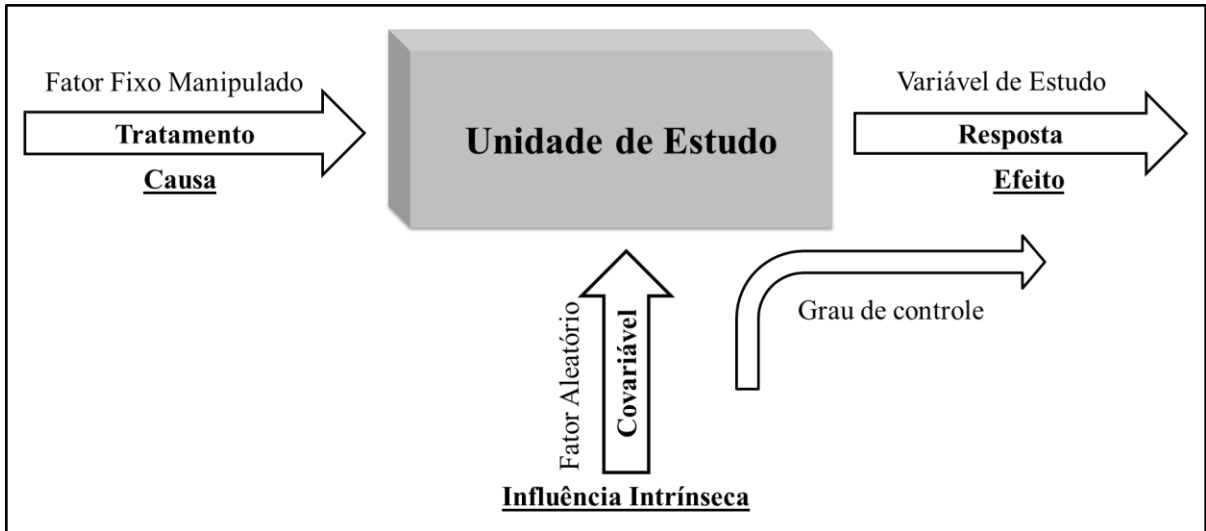 Fator Fixo Manipulado
Tratamento
Causa
Unidade de Estudo
Variável de Estudo
Resposta
Efeito
Grau de controle
Fator Aleatório
Covariável
Influência Intrínseca